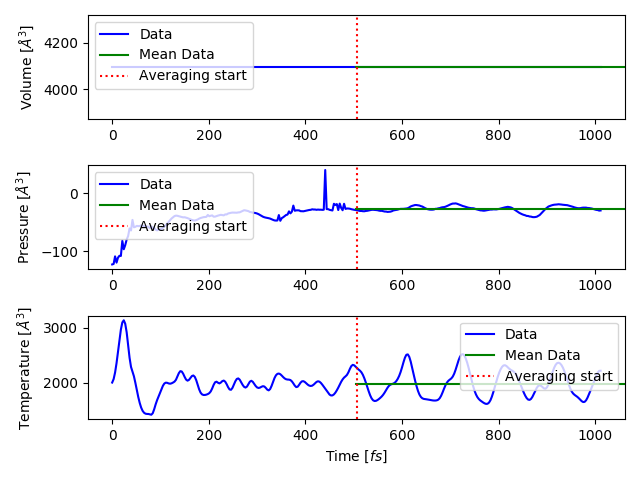 Volume [Å³]
4200
4000
Data
Mean Data
Averaging start
0 200 400 600 800 1000
Pressure [Å³]
0
−100
Data
Mean Data
Averaging start
0 200 400 600 800 1000
Temperature [Å³]
3000
2000
Data
Mean Data
Averaging start
0 200 400 600 800 1000
Time [fs]